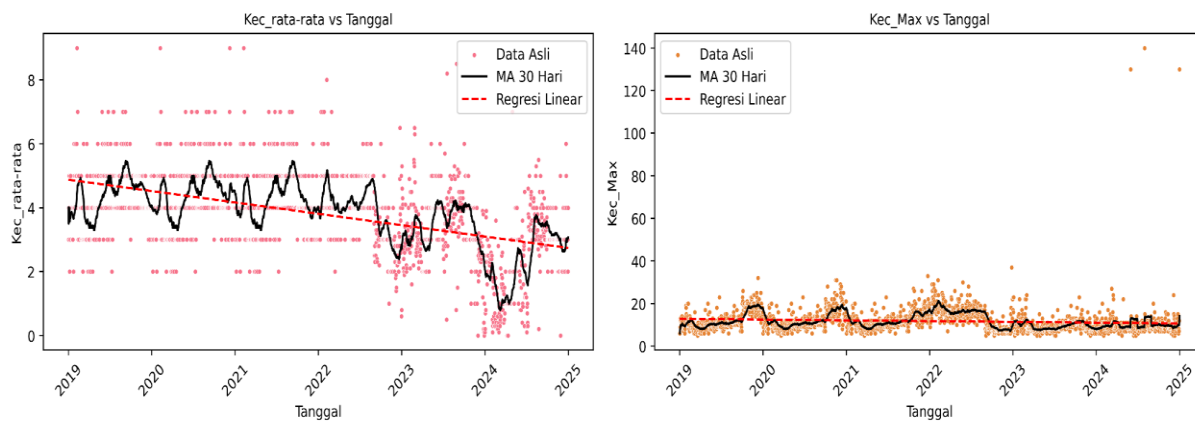 Kec_rata-rata vs Tanggal
Kec_rata-rata
8
6
4
2
0
Data Asli
MA 30 Hari
Regresi Linear
2019
2020
2021
2022
2023
2024
2025
Tanggal
Kec_Max vs Tanggal
Kec_Max
140
120
100
80
60
40
20
0
Data Asli
MA 30 Hari
Regresi Linear
2019
2020
2021
2022
2023
2024
2025
Tanggal